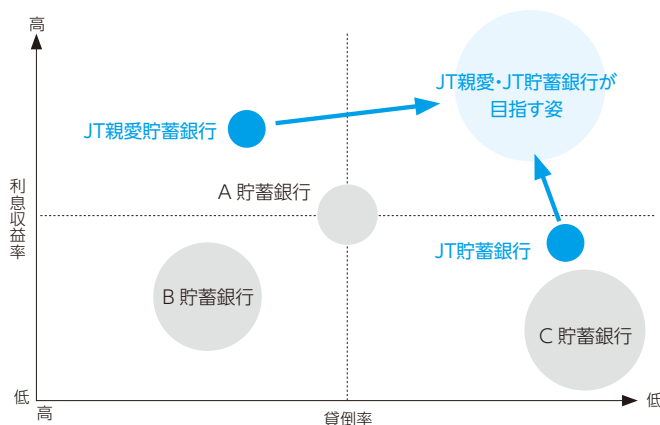 高
JT親愛・JT貯蓄銀行が
目指す姿
JT親愛貯蓄銀行
A 貯蓄銀行
利息収益率
JT貯蓄銀行
B 貯蓄銀行
C 貯蓄銀行
低
高
貸倒率
低